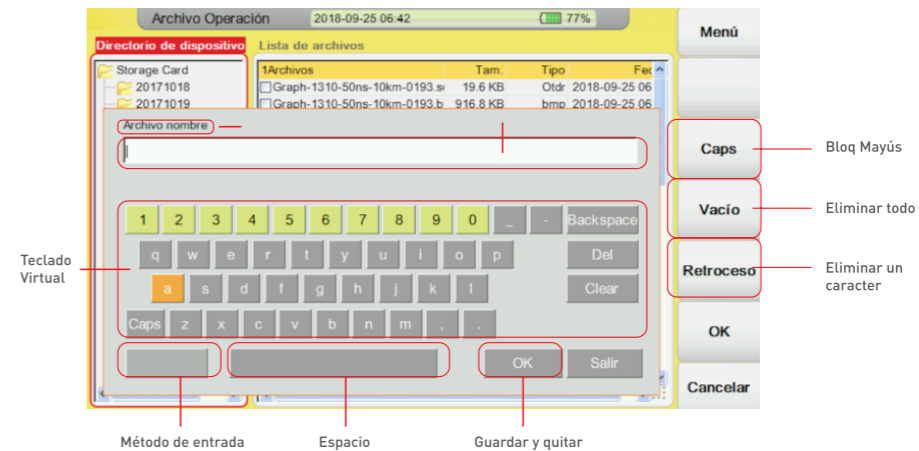 Archivo Operación 2018-09-25 06:42 77%
Menú
Directorio de dispositivo Lista de archivos
Storage Card
20171018
20171019
1Archivos Tam. Tipo Fec
Graph-1310-50ns-10km-0193.s 19.6 KB Otdr 2018-09-25 06
Graph-1310-50ns-10km-0193.b 916.8 KB bmp 2018-09-25 06
Archivo nombre
1 2 3 4 5 6 7 8 9 0 _ - Backspace
q w e r t y u i o p Del
a s d f g h j k l Clear
Caps z x c v b n m , .
OK Salir
Caps
Vacío
Retroceso
OK
Cancelar
Bloq Mayús
Eliminar todo
Eliminar un
caracter
Teclado
Virtual
Método de entrada
Espacio
Guardar y quitar